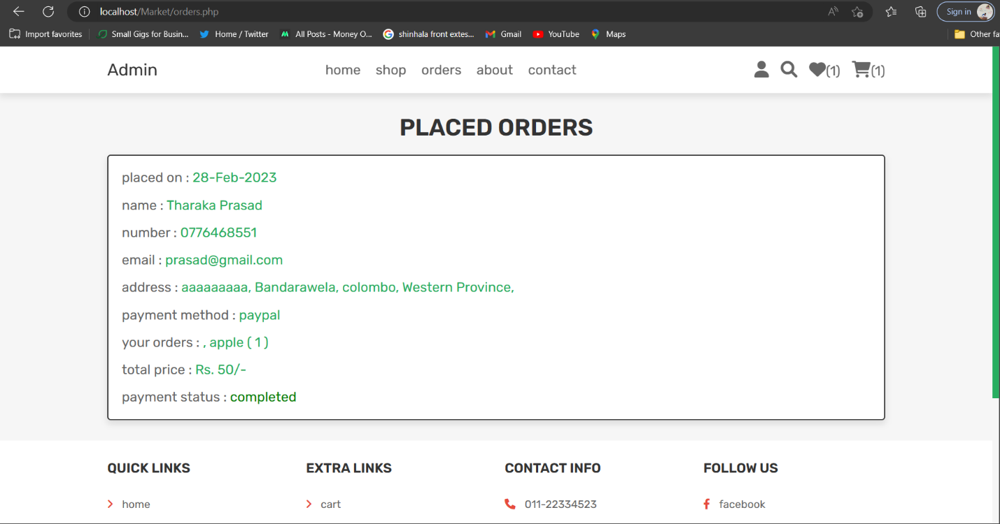 localhost/Market/orders.php
Sign in
Import favorites
Small Gigs for Busin...
Home / Twitter
All Posts - Money O...
shinhala front extes...
Gmail
YouTube
Maps
Other fa
Admin
home
shop
orders
about
contact
(1)
(1)
PLACED ORDERS
placed on : 28-Feb-2023
name : Tharaka Prasad
number : 0776468551
email : prasad@gmail.com
address : aaaaaaaaa, Bandarawela, colombo, Western Province,
payment method : paypal
your orders : , apple ( 1 )
total price : Rs. 50/-
payment status : completed
QUICK LINKS
EXTRA LINKS
CONTACT INFO
FOLLOW US
home
cart
011-22334523
facebook